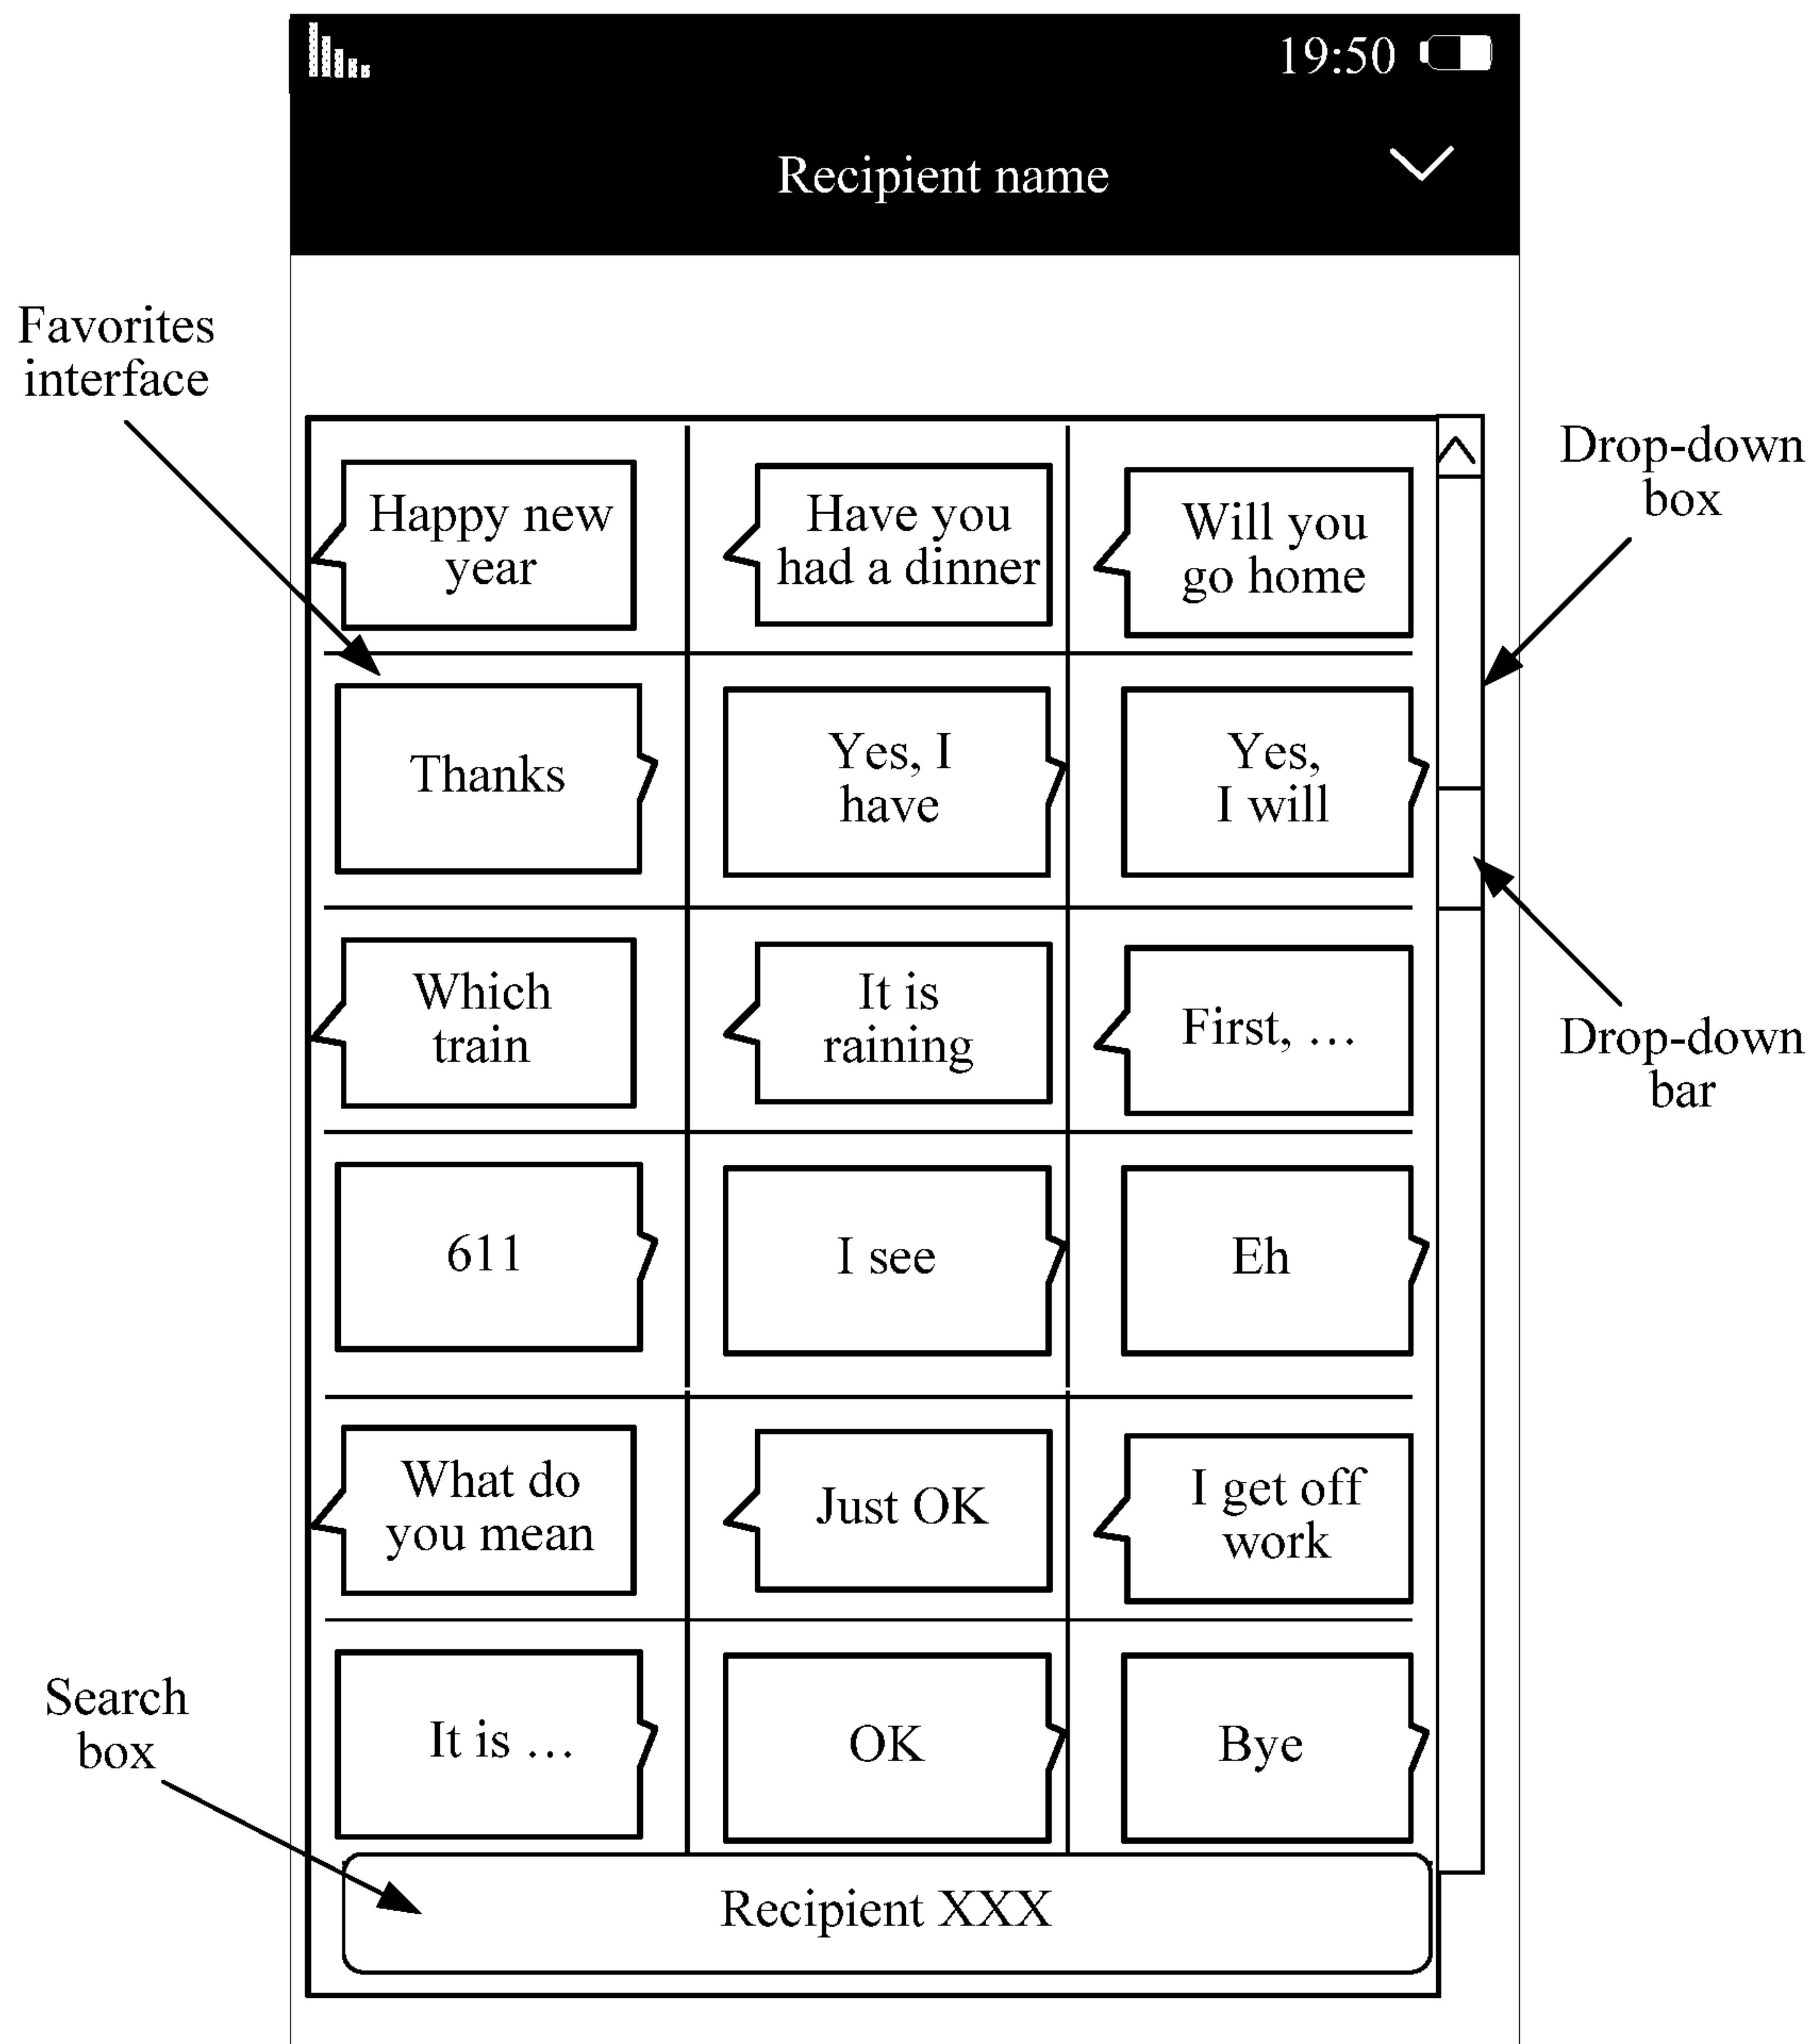 19:50
Recipient name
Favorites
interface
Drop-down
box
Happy new
year
Have you
had a dinner
Will you
go home
Thanks
Yes, I
have
Yes,
I will
Which
train
It is
raining
First, …
Drop-down
bar
611
I see
Eh
What do
you mean
Just OK
I get off
work
Search
box
It is …
OK
Bye
Recipient XXX